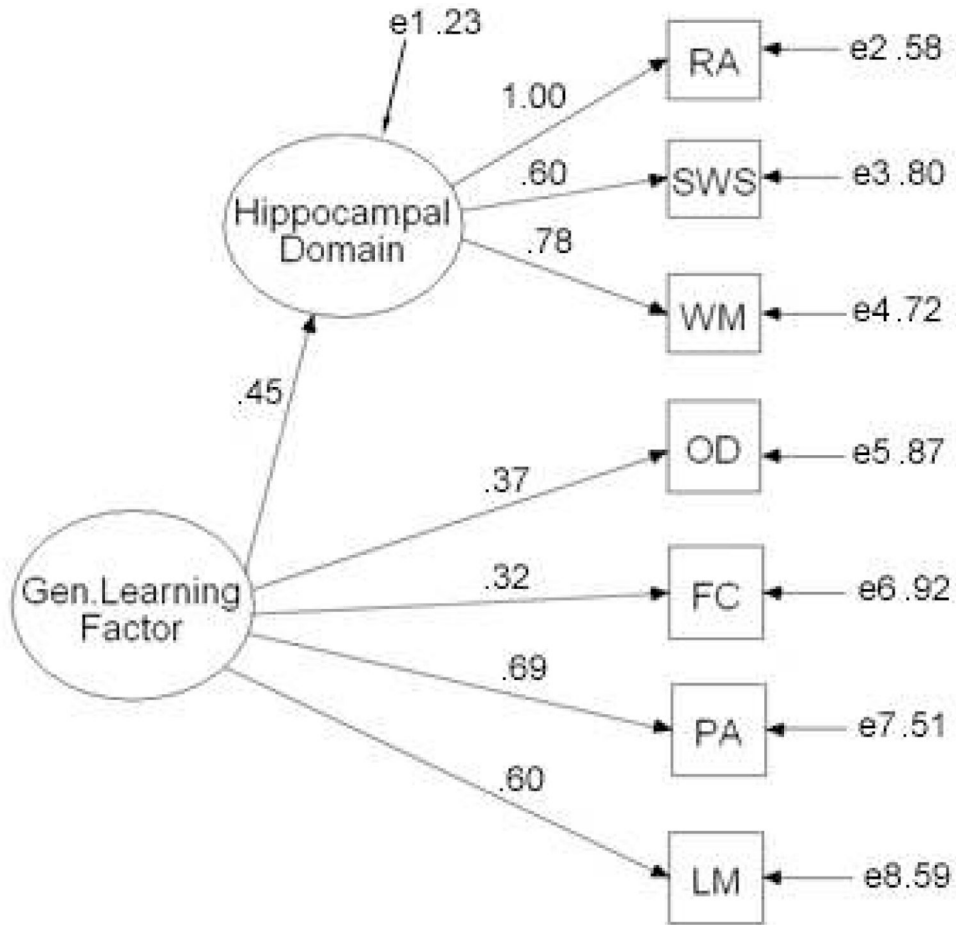 e1.23
RA
e2.58
1.00
SWS
e3.80
.60
Hippocampal
Domain
.78
WM
e4.72
.45
OD
e5.87
.37
Gen.Learning
Factor
.32
FC
e6.92
.69
PA
e7.51
.60
LM
e8.59